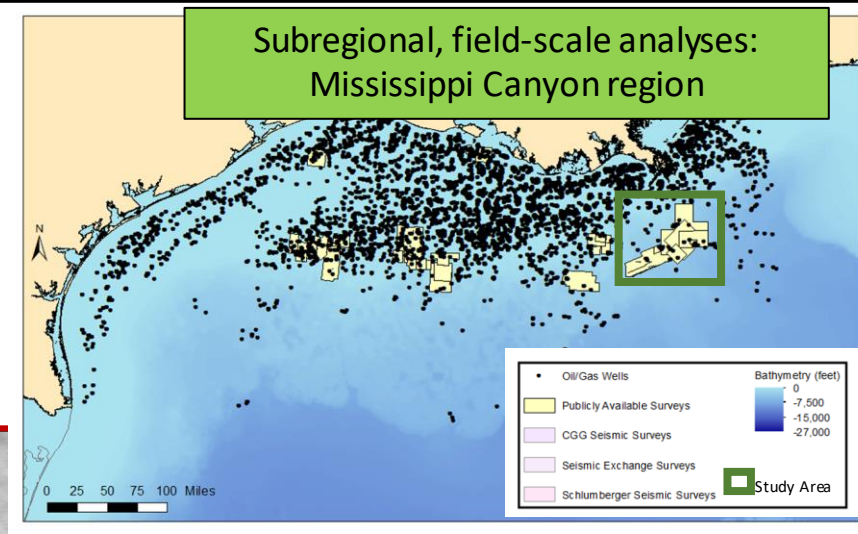 Subregional, field-scale analyses:
Mississippi Canyon region
N
0 25 50 75 100 Miles
Oil/Gas Wells
Publicly Available Surveys
CGG Seismic Surveys
Seismic Exchange Surveys
Schlumberger Seismic Surveys
Bathymetry (feet)
0
-7,500
-15,000
-27,000
Study Area